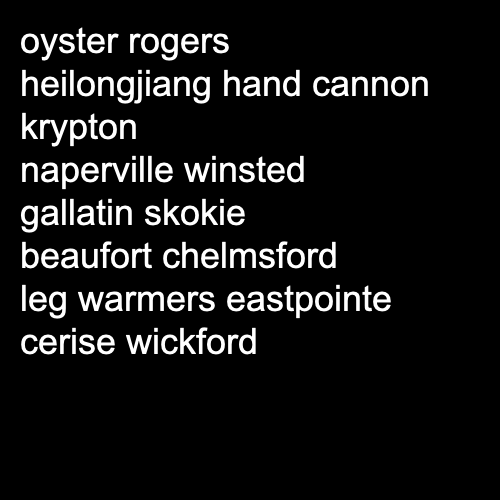 oyster rogers
heilongjiang hand cannon
krypton
naperville winsted
gallatin skokie
beaufort chelmsford
leg warmers eastpointe
cerise wickford